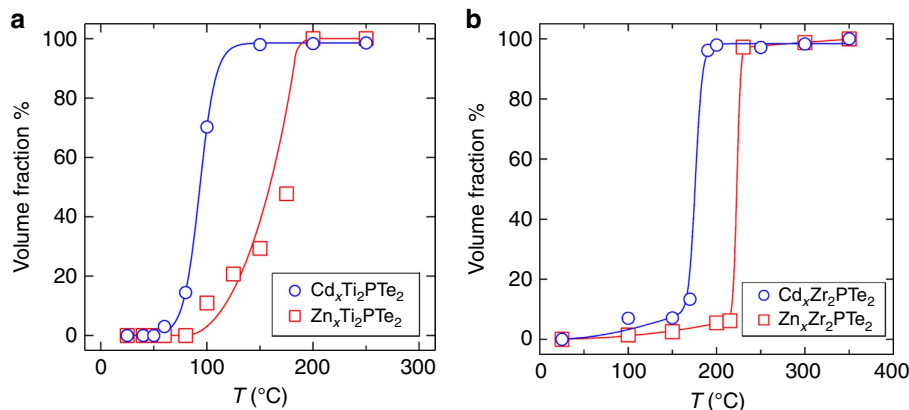 a
Volume fraction %
100
80
60
40
20
0
0
100
200
300
T (°C)
CdₓTi₂PTe₂
ZnₓTi₂PTe₂
b
Volume fraction %
100
80
60
40
20
0
0
100
200
300
400
T (°C)
CdₓZr₂PTe₂
ZnₓZr₂PTe₂